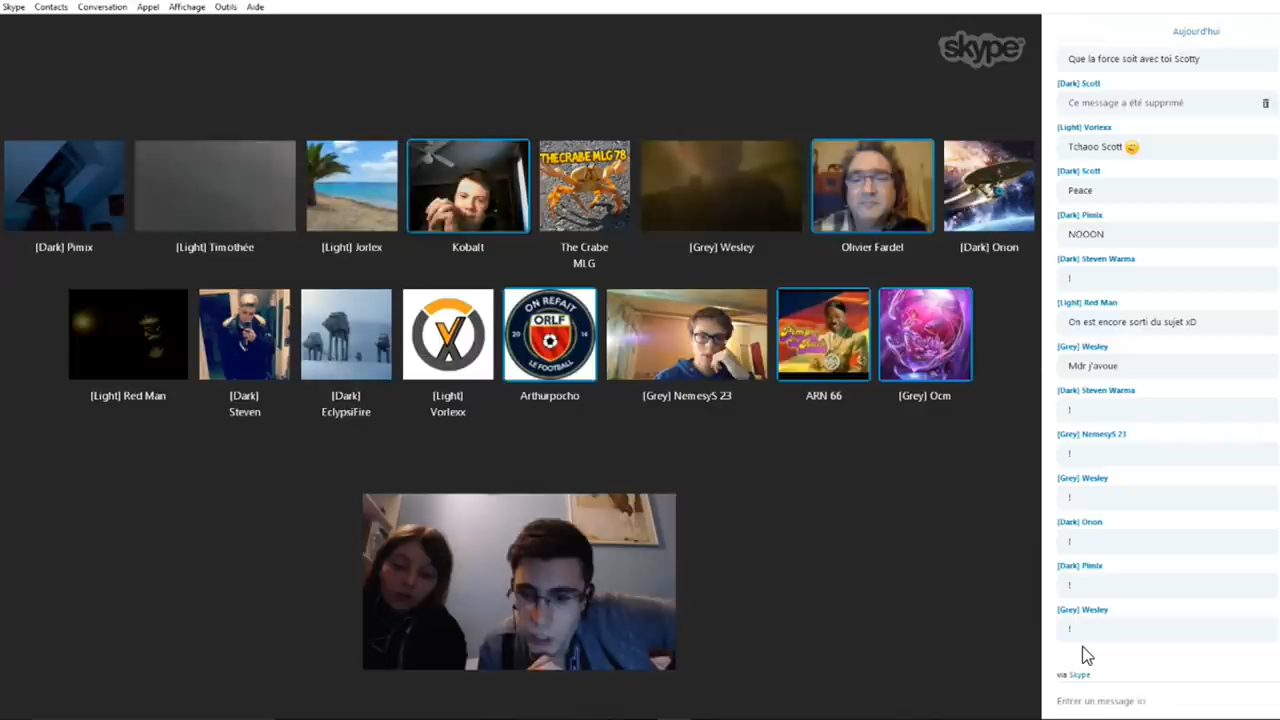 Skype Contacts Conversation Appel Affichage Outils Aide
skype
THECRABE MLG 78
[Dark] Pimix
[Light] Timothée
[Light] Jorlex
Kobalt
The Crabe
MLG
[Grey] Wesley
Olivier Fardel
[Dark] Orion
ON REFAIT
20 ORLF 14
LE FOOTBALL
[Light] Red Man
[Dark]
Steven
[Dark]
EclypsiFire
[Light]
Vorlexx
Arthurpocho
[Grey] NemesyS 23
ARN 66
[Grey] Ocm
Aujourd'hui
Que la force soit avec toi Scotty
[Dark] Scott
Ce message a été supprimé
[Light] Vorlexx
Tchaoo Scott
[Dark] Scott
Peace
[Dark] Pimix
NOOON
[Dark] Steven Warma
!
[Light] Red Man
On est encore sorti du sujet xD
[Grey] Wesley
Mdr j'avoue
[Dark] Steven Warma
!
[Grey] NemesyS 23
!
[Grey] Wesley
!
[Dark] Orion
!
[Dark] Pimix
!
[Grey] Wesley
!
via Skype
Entrer un message ici